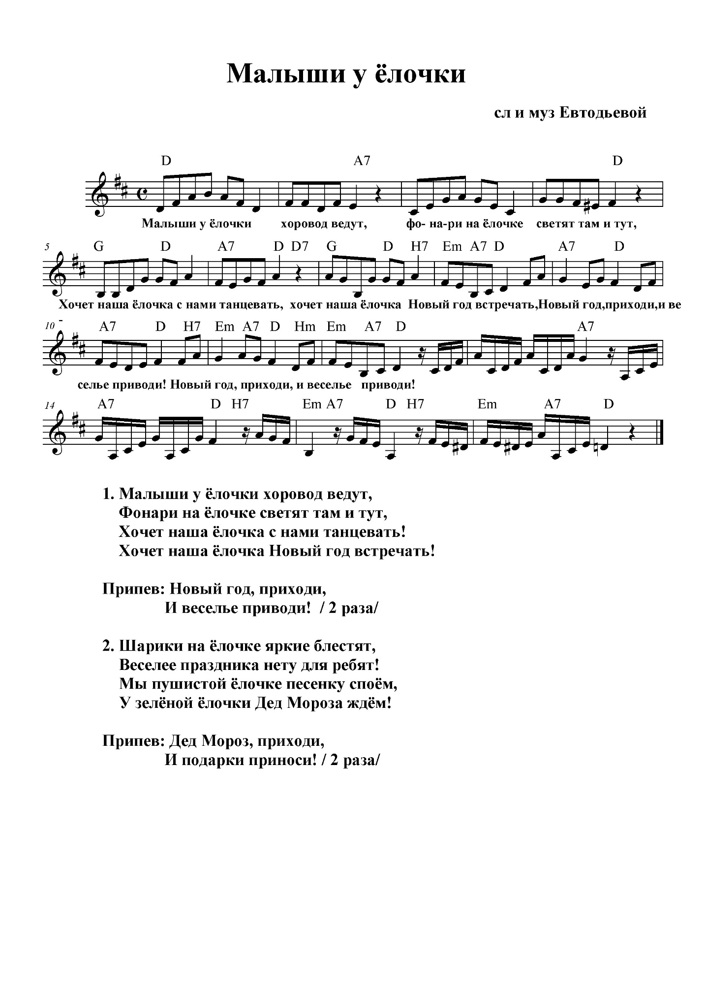 Малыши у ёлочки
сл и муз Евтодьевой
D A7 D
Малыши у ёлочки хоровод ведут, фо- на-ри на ёлочке светят там и тут,
5 G D A7 D D7 G D H7 Em A7 D A7 D
Хочет наша ёлочка с нами танцевать, хочет наша ёлочка Новый год встречать,Новый год,приходи,и ве
-
10 A7 D H7 Em A7 D Hm Em A7 D A7
селье приводи! Новый год, приходи, и веселье приводи!
14 A7 D H7 Em A7 D H7 Em A7 D
1. Малыши у ёлочки хоровод ведут,
Фонари на ёлочке светят там и тут,
Хочет наша ёлочка с нами танцевать!
Хочет наша ёлочка Новый год встречать!
Припев: Новый год, приходи,
И веселье приводи! / 2 раза/
2. Шарики на ёлочке яркие блестят,
Веселее праздника нету для ребят!
Мы пушистой ёлочке песенку споём,
У зелёной ёлочки Дед Мороза ждём!
Припев: Дед Мороз, приходи,
И подарки приноси! / 2 раза/